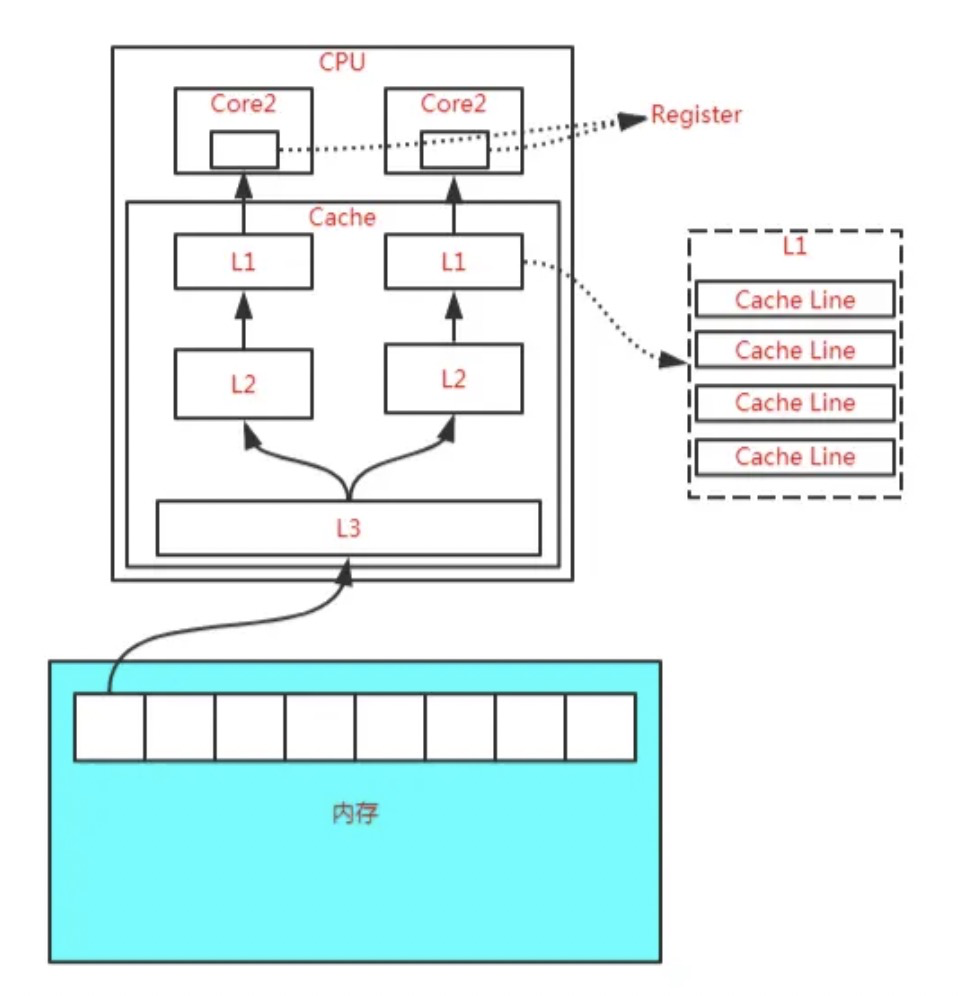 CPU
Core2
Core2
Register
Cache
L1
L1
L1
Cache Line
Cache Line
Cache Line
Cache Line
L2
L2
L3
内存